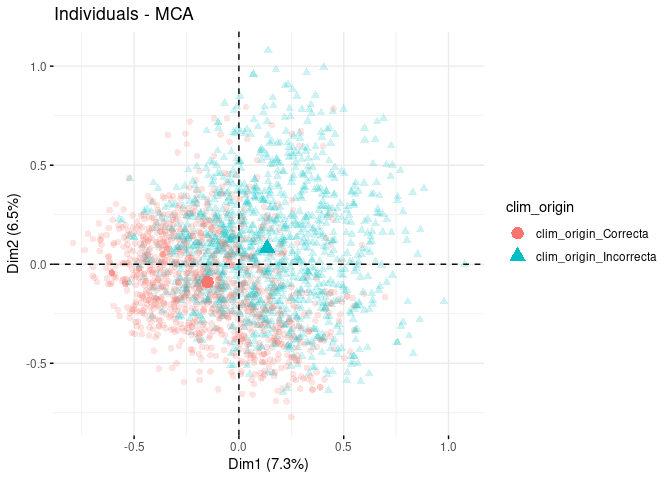 Individuals - MCA
1.0
0.5
0.0
-0.5
Dim2 (6.5%)
-0.5
0.0
0.5
1.0
Dim1 (7.3%)
clim_origin
clim_origin_Correcta
clim_origin_Incorrecta